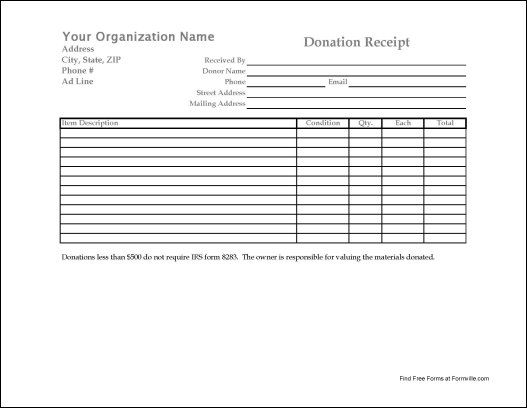 Your Organization Name
Address
City, State, ZIP
Phone #
Ad Line
Donation Receipt
Received By
Donor Name
Phone Email
Street Address
Mailing Address
Item Description Condition Qty. Each Total
Donations less than $500 do not require IRS form 8283. The owner is responsible for valuing the materials donated.
Find Free Forms at Formville.com